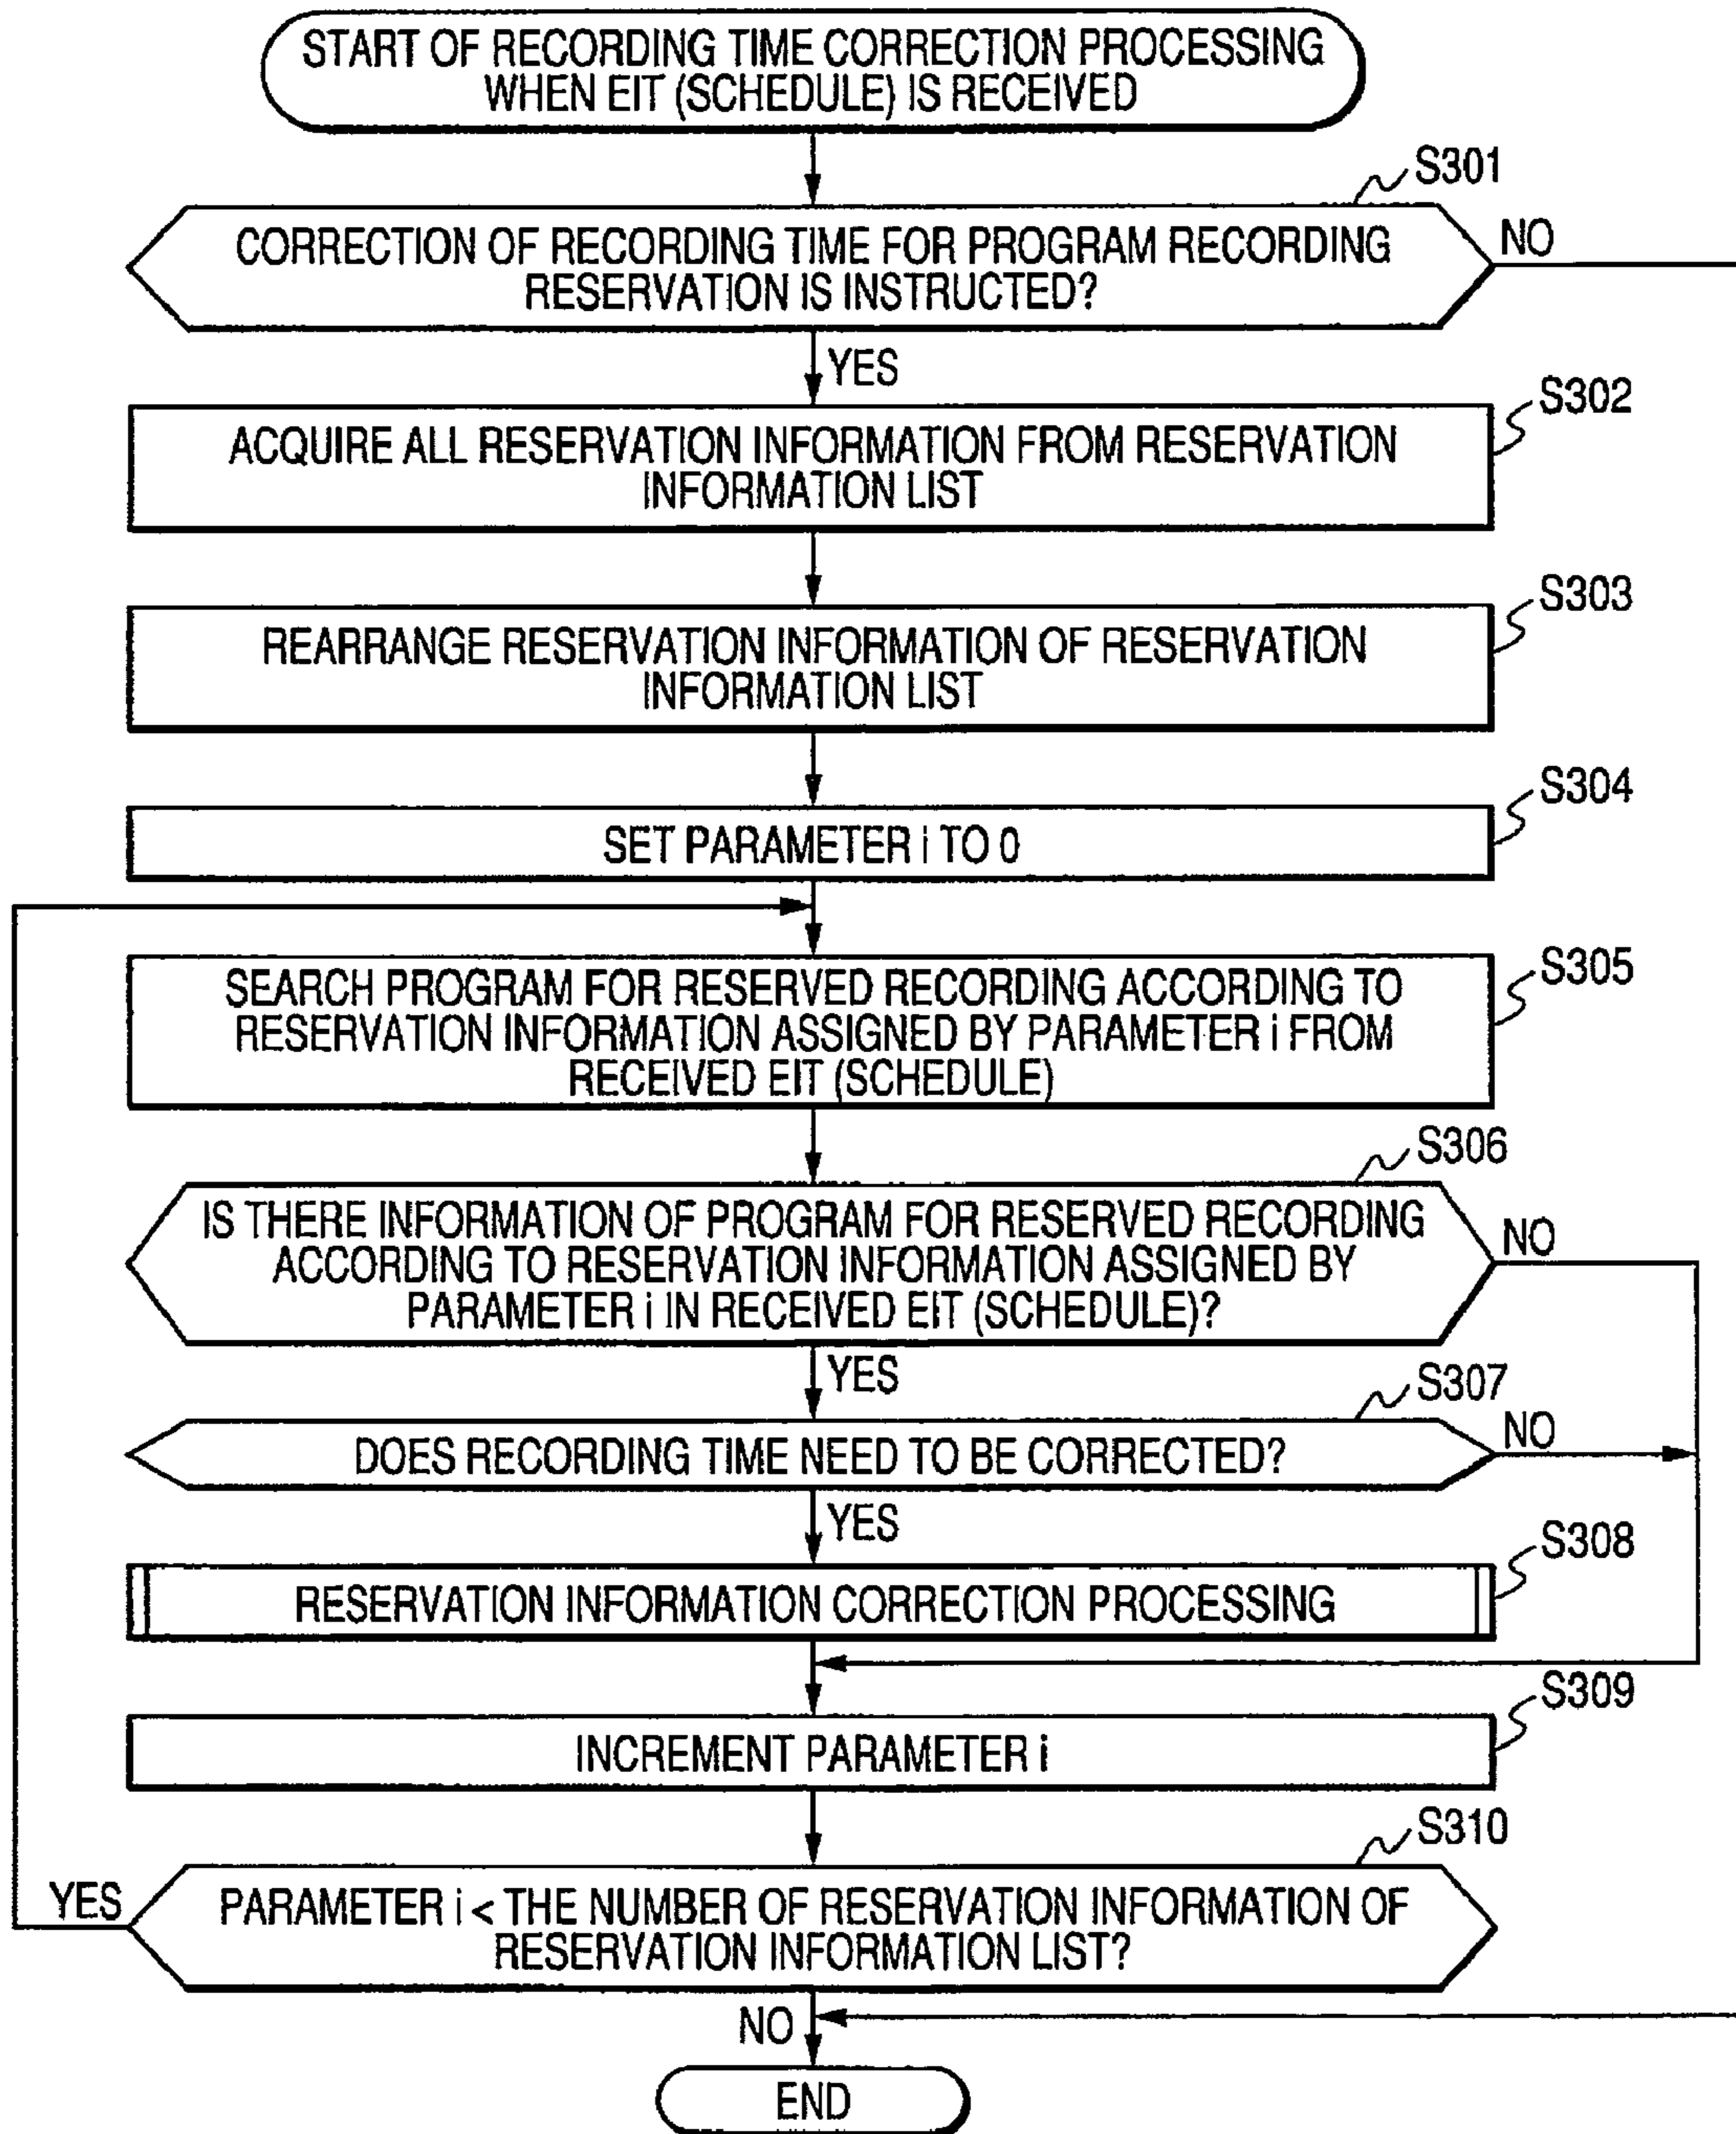 START OF RECORDING TIME CORRECTION PROCESSING
WHEN EIT (SCHEDULE) IS RECEIVED
S301
CORRECTION OF RECORDING TIME FOR PROGRAM RECORDING
RESERVATION IS INSTRUCTED?
NO
YES
S302
ACQUIRE ALL RESERVATION INFORMATION FROM RESERVATION
INFORMATION LIST
S303
REARRANGE RESERVATION INFORMATION OF RESERVATION
INFORMATION LIST
S304
SET PARAMETER i TO 0
S305
SEARCH PROGRAM FOR RESERVED RECORDING ACCORDING TO
RESERVATION INFORMATION ASSIGNED BY PARAMETER i FROM
RECEIVED EIT (SCHEDULE)
S306
IS THERE INFORMATION OF PROGRAM FOR RESERVED RECORDING
ACCORDING TO RESERVATION INFORMATION ASSIGNED BY
PARAMETER i IN RECEIVED EIT (SCHEDULE)?
NO
YES
S307
DOES RECORDING TIME NEED TO BE CORRECTED?
NO
YES
S308
RESERVATION INFORMATION CORRECTION PROCESSING
S309
INCREMENT PARAMETER i
S310
YES
PARAMETER i < THE NUMBER OF RESERVATION INFORMATION OF
RESERVATION INFORMATION LIST?
NO
END